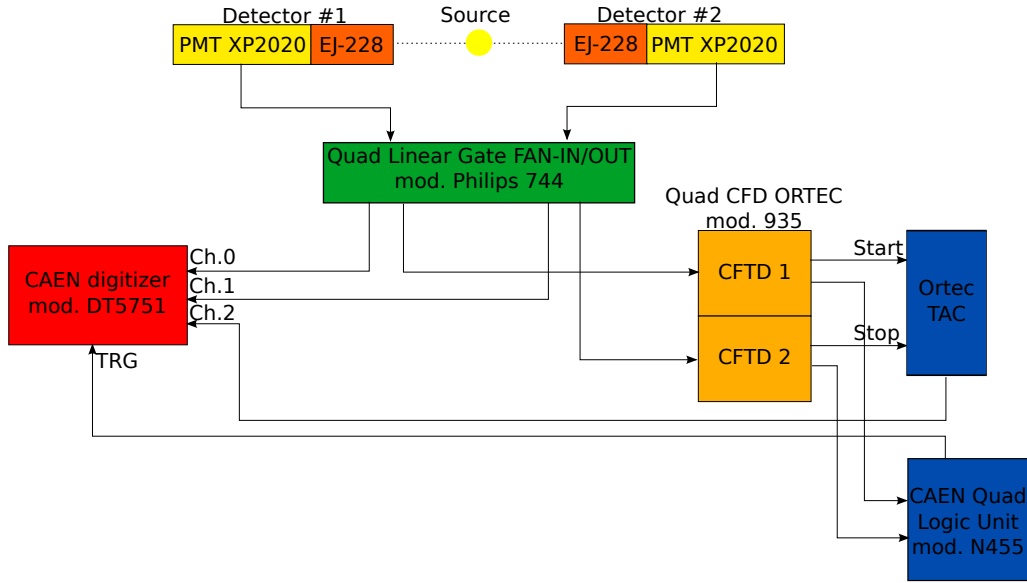 Detector #1
Source
Detector #2
PMT XP2020
EJ-228
EJ-228
PMT XP2020
Quad Linear Gate FAN-IN/OUT
mod. Philips 744
Quad CFD ORTEC
mod. 935
CAEN digitizer
mod. DT5751
Ch.0
Ch.1
Ch.2
TRG
CFTD 1
CFTD 2
Start
Stop
Ortec
TAC
CAEN Quad
Logic Unit
mod. N455